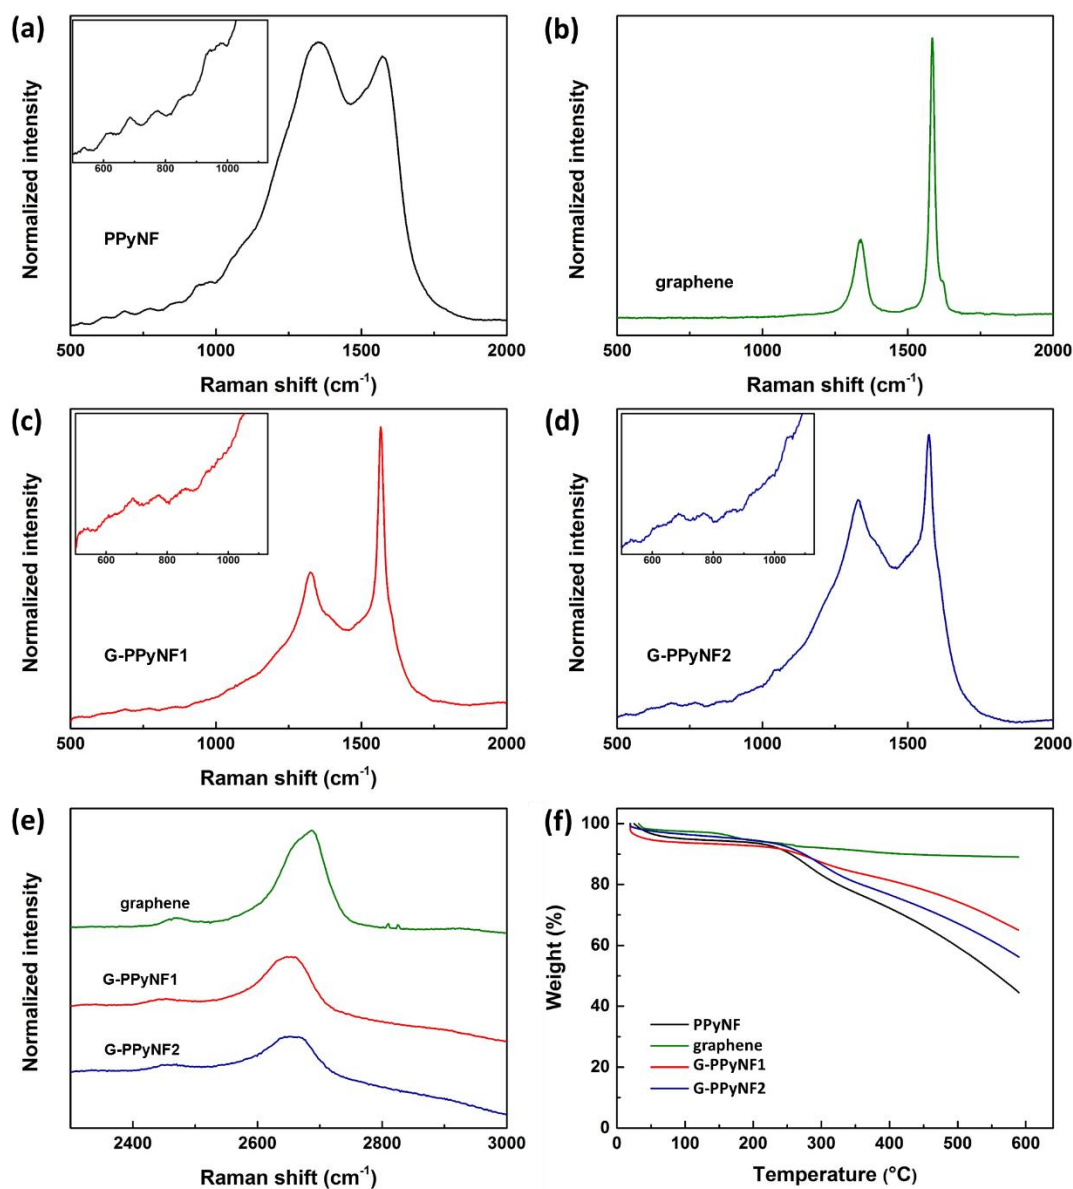 (a)
Normalized intensity
600 800 1000
PPyNF
500 1000 1500 2000
Raman shift (cm⁻¹)
(b)
Normalized intensity
graphene
500 1000 1500 2000
Raman shift (cm⁻¹)
(c)
Normalized intensity
600 800 1000
G-PPyNF1
500 1000 1500 2000
Raman shift (cm⁻¹)
(d)
Normalized intensity
600 800 1000
G-PPyNF2
500 1000 1500 2000
Raman shift (cm⁻¹)
(e)
Normalized intensity
graphene
G-PPyNF1
G-PPyNF2
2400 2600 2800 3000
Raman shift (cm⁻¹)
(f)
Weight (%)
100
80
60
40
20
0
PPyNF
graphene
G-PPyNF1
G-PPyNF2
0 100 200 300 400 500 600
Temperature (°C)